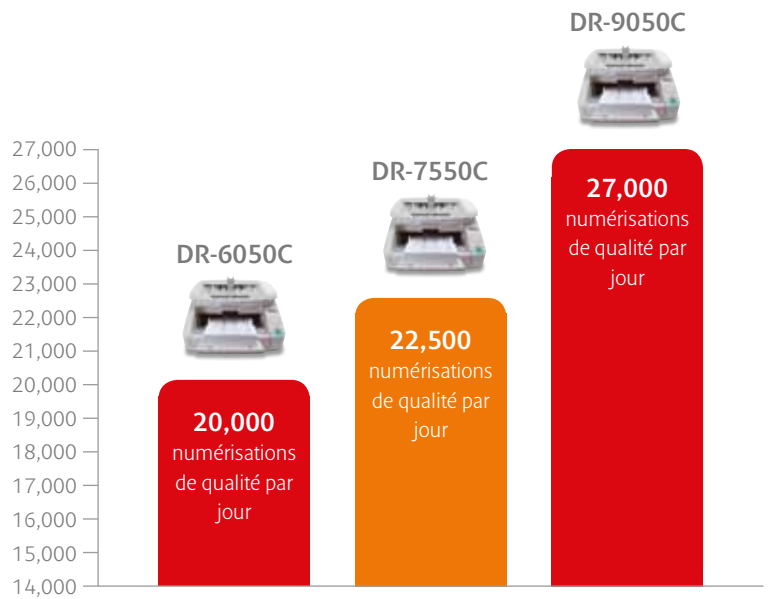 DR-9050C
27,000
26,000
25,000
24,000
23,000
22,000
21,000
20,000
19,000
18,000
17,000
16,000
15,000
14,000
DR-6050C
20,000
numérisations
de qualité par
jour
DR-7550C
22,500
numérisations
de qualité par
jour
27,000
numérisations
de qualité par
jour